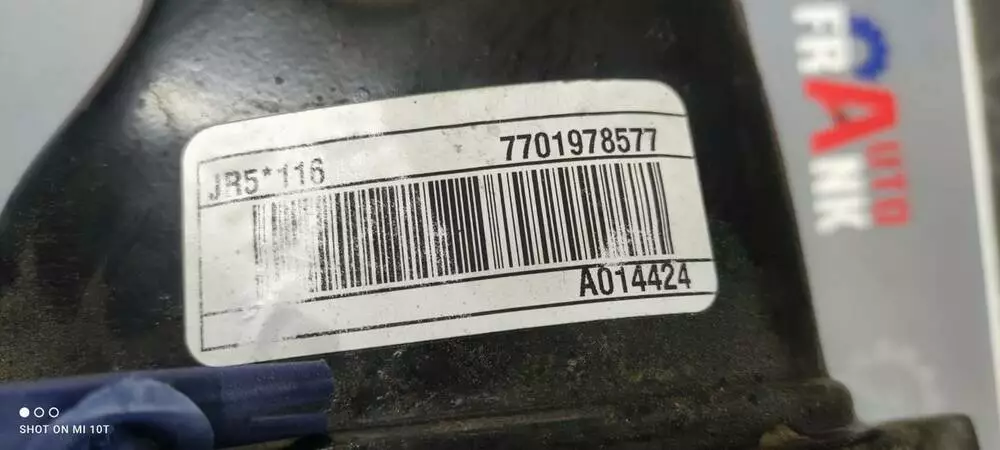 JR5*116 7701978577
A014424
FRANK
AUTO
SHOT ON MI 10T